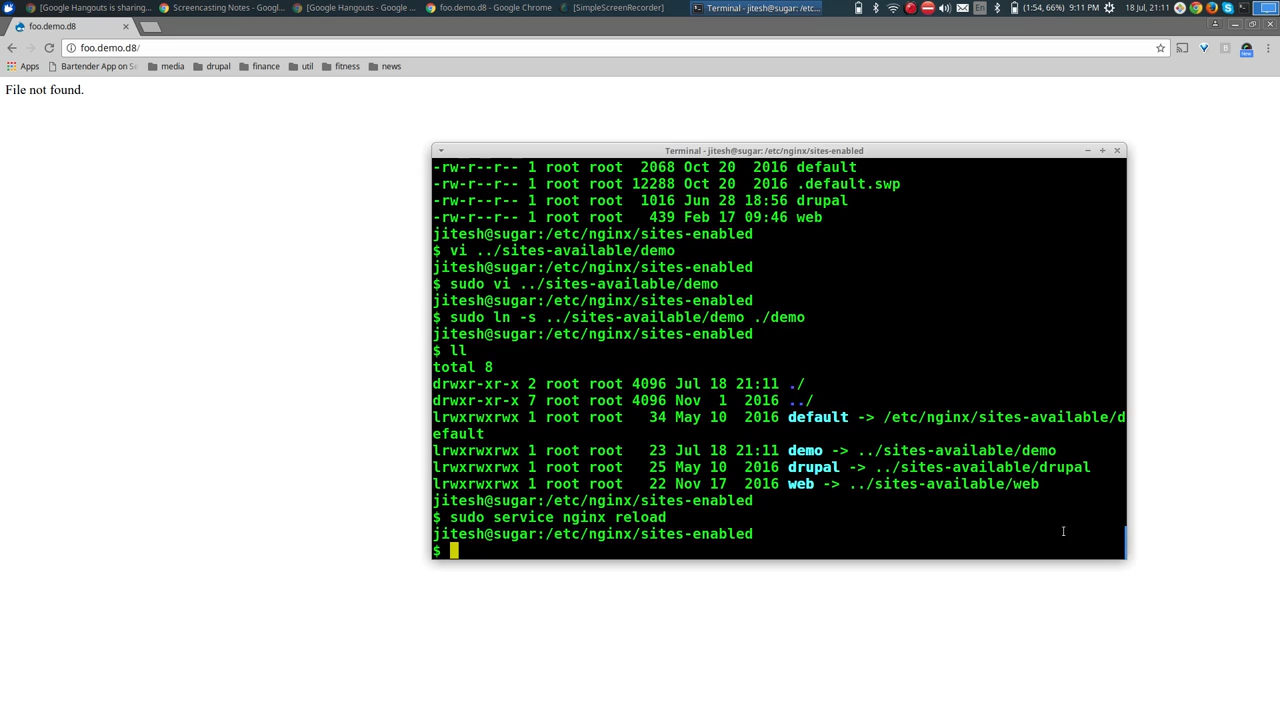 [Google Hangouts is sharing...
Screencasting Notes - Googl...
[Google Hangouts - Google ...
foo.demo.d8 - Google Chrome
[SimpleScreenRecorder]
Terminal - jitesh@sugar: /etc...
En
(1:54, 66%)
9:11 PM
18 Jul, 21:11
foo.demo.d8
foo.demo.d8/
Apps
Bartender App on Se
media
drupal
finance
util
fitness
news
File not found.
Terminal - jitesh@sugar: /etc/nginx/sites-enabled
-rw-r--r-- 1 root root  2068 Oct 20  2016 default
-rw-r--r-- 1 root root 12288 Oct 20  2016 .default.swp
-rw-r--r-- 1 root root  1016 Jun 28 18:56 drupal
-rw-r--r-- 1 root root   439 Feb 17 09:46 web
jitesh@sugar:/etc/nginx/sites-enabled
$ vi ../sites-available/demo
jitesh@sugar:/etc/nginx/sites-enabled
$ sudo vi ../sites-available/demo
jitesh@sugar:/etc/nginx/sites-enabled
$ sudo ln -s ../sites-available/demo ./demo
jitesh@sugar:/etc/nginx/sites-enabled
$ ll
total 8
drwxr-xr-x 2 root root 4096 Jul 18 21:11 ./
drwxr-xr-x 7 root root 4096 Nov  1  2016 ../
lrwxrwxrwx 1 root root   34 May 10  2016 default -> /etc/nginx/sites-available/d
efault
lrwxrwxrwx 1 root root   23 Jul 18 21:11 demo -> ../sites-available/demo
lrwxrwxrwx 1 root root   25 May 10  2016 drupal -> ../sites-available/drupal
lrwxrwxrwx 1 root root   22 Nov 17  2016 web -> ../sites-available/web
jitesh@sugar:/etc/nginx/sites-enabled
$ sudo service nginx reload
jitesh@sugar:/etc/nginx/sites-enabled
$